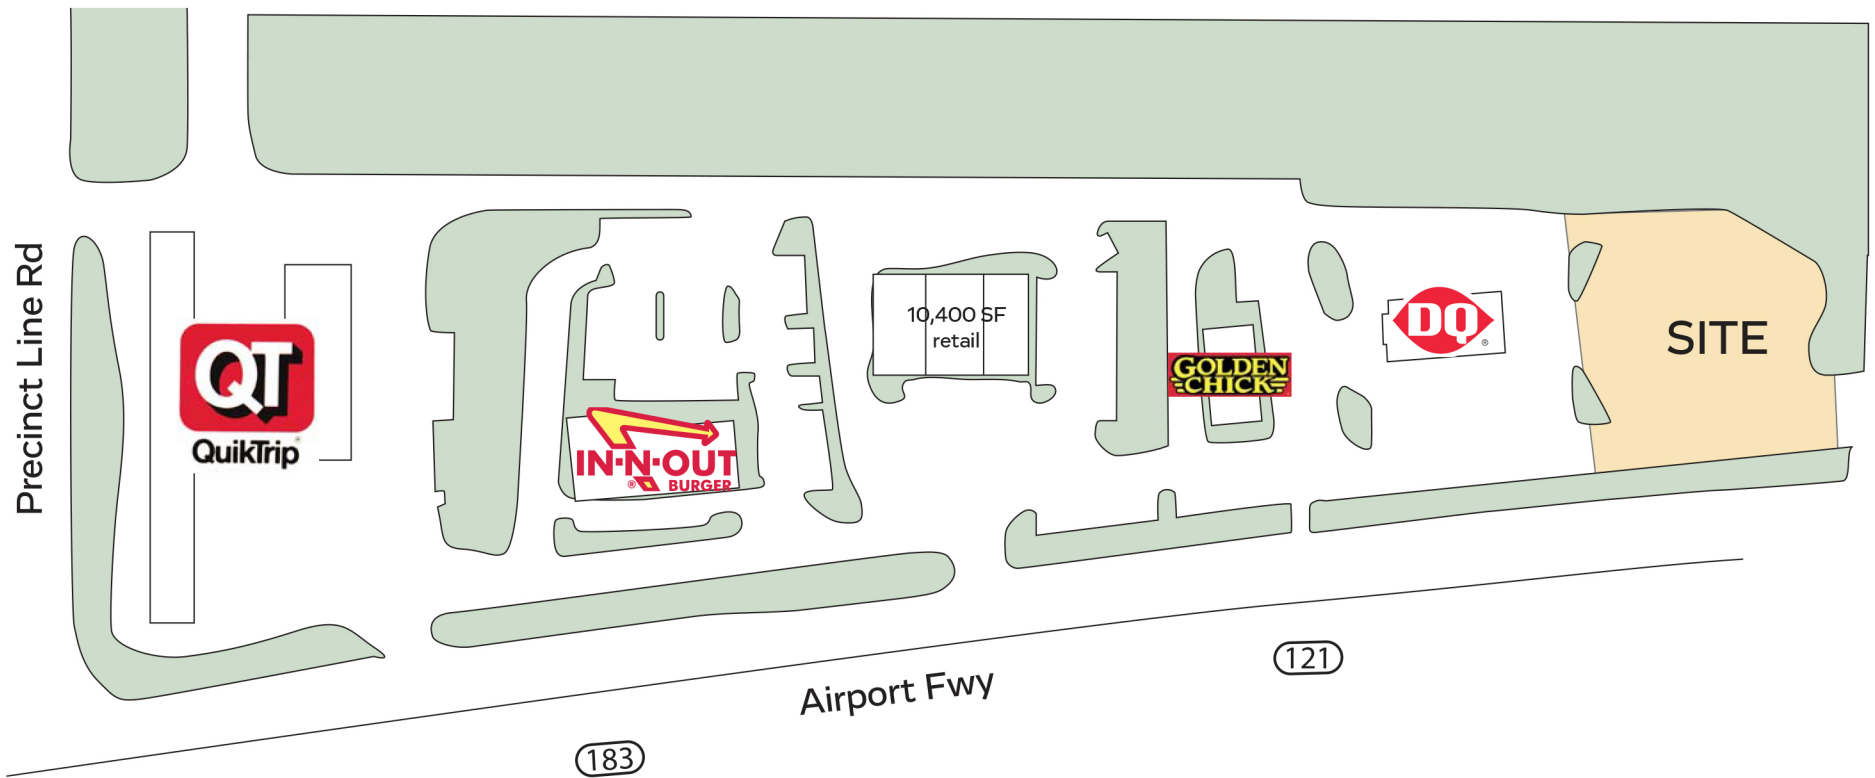 Precinct Line Rd
QT
QuikTrip
IN-N-OUT
® BURGER
10,400 SF
retail
GOLDEN
CHICK
DQ
®
SITE
Airport Fwy
121
183